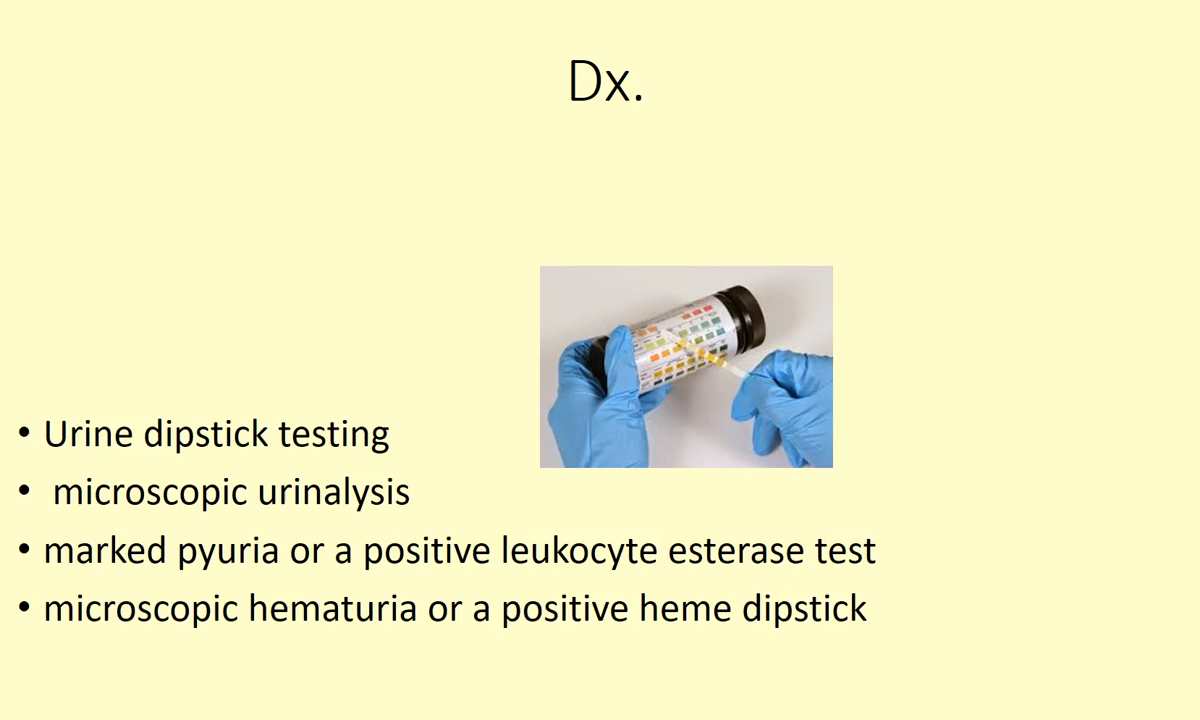 Dx.
• Urine dipstick testing
• microscopic urinalysis
• marked pyuria or a positive leukocyte esterase test
• microscopic hematuria or a positive heme dipstick